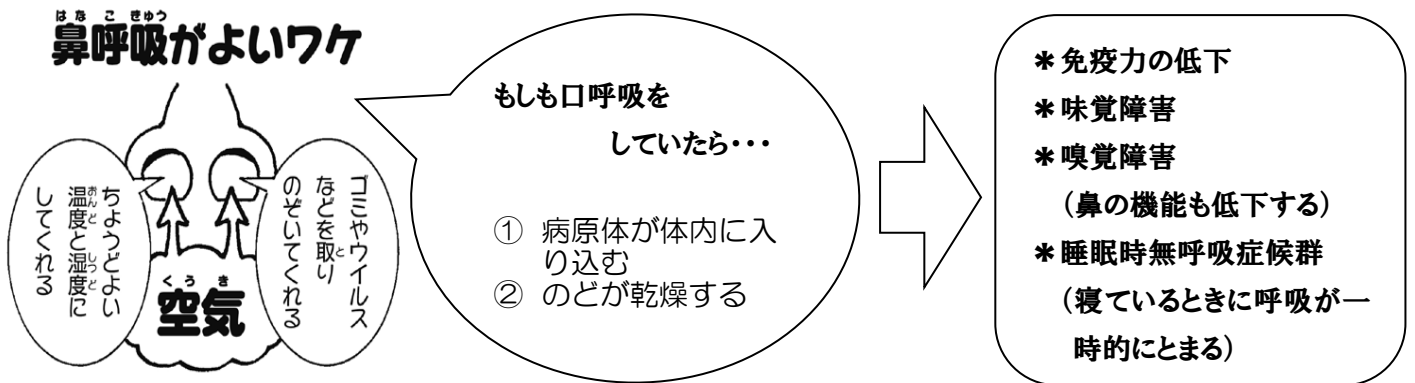 鼻呼吸がよいワケ
はなこきゅう
ゴミやウイルス
などを取り
と
のぞいてくれる
ちょうどよい
温度と湿度に
おんど
しつど
してくれる
空気
くうき
もしも口呼吸を
していたら・・・
① 病原体が体内に入
り込む
② のどが乾燥する
＊免疫力の低下
＊味覚障害
＊嗅覚障害
（鼻の機能も低下する）
＊睡眠時無呼吸症候群
（寝ているときに呼吸が一
時的にとまる）